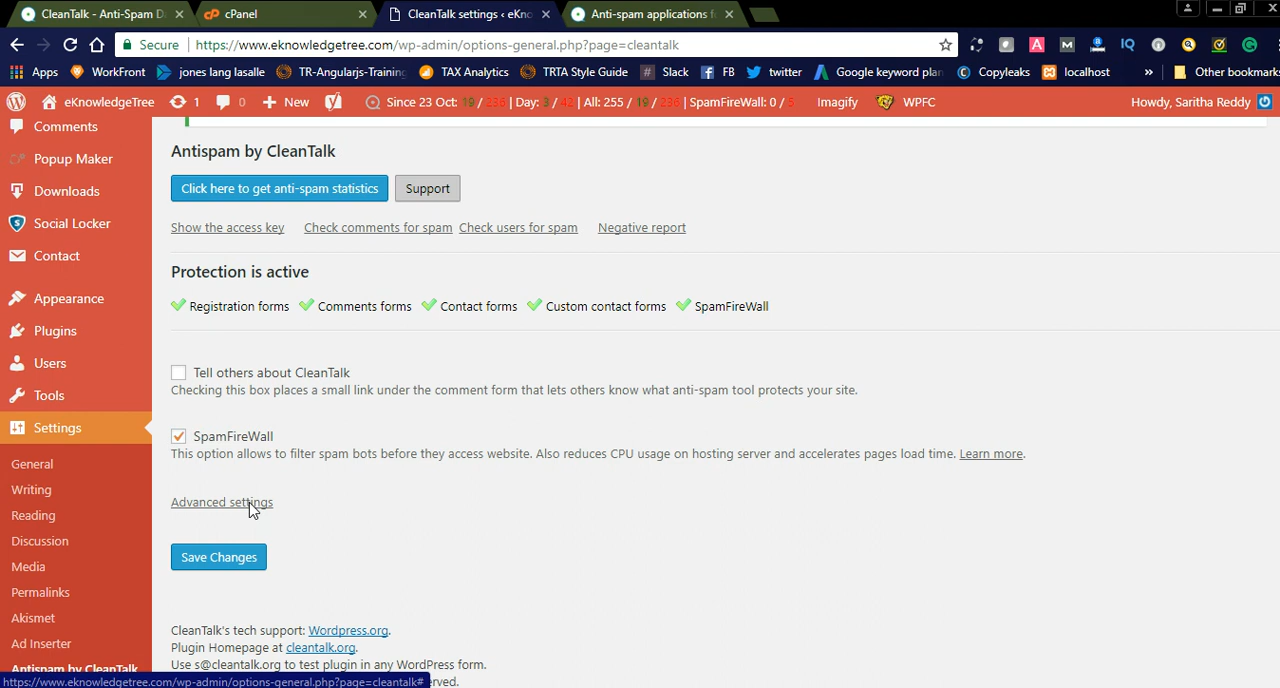 CleanTalk - Anti-Spam D
cPanel
CleanTalk settings ‹ eKno
Anti-spam applications f
Secure
https://www.eknowledgetree.com/wp-admin/options-general.php?page=cleantalk
Apps WorkFront jones lang lasalle TR-Angularjs-Training TAX Analytics TRTA Style Guide Slack FB twitter Google keyword plan Copyleaks localhost » Other bookmarks
eKnowledgeTree 1 0 New Since 23 Oct: 19 / 236 | Day: 3 / 42 | All: 255 / 19 / 236 | SpamFireWall: 0 / 5 Imagify WPFC Howdy, Saritha Reddy
Comments
Popup Maker
Downloads
Social Locker
Contact
Appearance
Plugins
Users
Tools
Settings
General
Writing
Reading
Discussion
Media
Permalinks
Akismet
Ad Inserter
Antispam by CleanTalk
Antispam by CleanTalk
Click here to get anti-spam statistics Support
Show the access key Check comments for spam Check users for spam Negative report
Protection is active
Registration forms Comments forms Contact forms Custom contact forms SpamFireWall
Tell others about CleanTalk
Checking this box places a small link under the comment form that lets others know what anti-spam tool protects your site.
SpamFireWall
This option allows to filter spam bots before they access website. Also reduces CPU usage on hosting server and accelerates pages load time. Learn more.
Advanced settings
Save Changes
CleanTalk's tech support: Wordpress.org.
Plugin Homepage at cleantalk.org.
Use s@cleantalk.org to test plugin in any WordPress form.
https://www.eknowledgetree.com/wp-admin/options-general.php?page=cleantalk# erved.